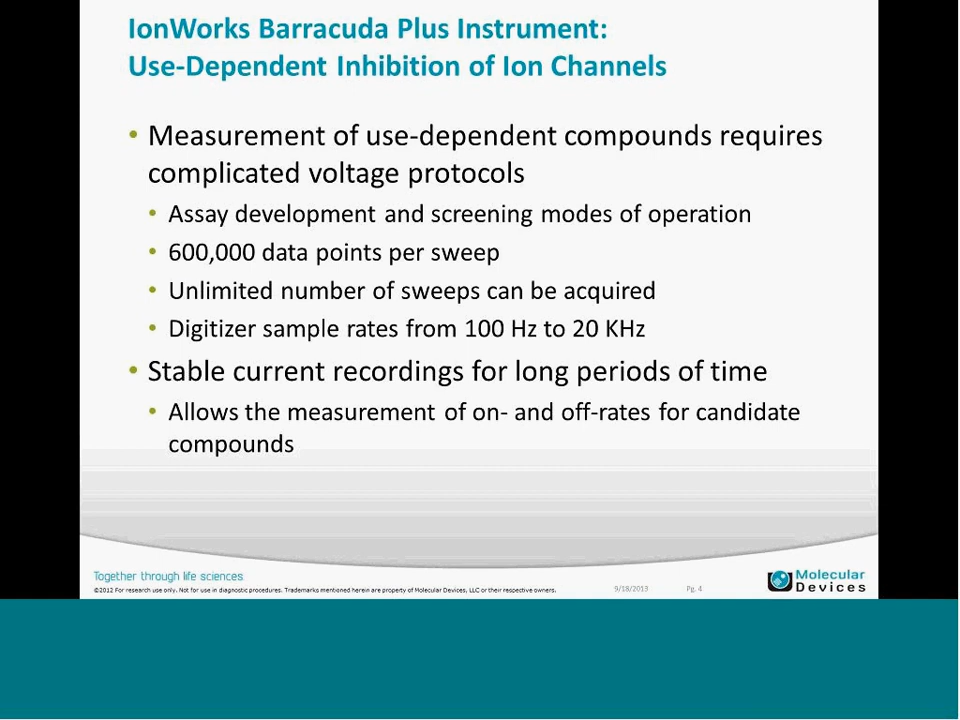 IonWorks Barracuda Plus Instrument:
Use-Dependent Inhibition of Ion Channels
• Measurement of use-dependent compounds requires
complicated voltage protocols
• Assay development and screening modes of operation
• 600,000 data points per sweep
• Unlimited number of sweeps can be acquired
• Digitizer sample rates from 100 Hz to 20 KHz
• Stable current recordings for long periods of time
• Allows the measurement of on- and off-rates for candidate
compounds
Together through life sciences
©2012 For research use only. Not for use in diagnostic procedures. Trademarks mentioned herein are property of Molecular Devices, LLC or their respective owners.
9/18/2013
Pg. 4
Molecular
Devices